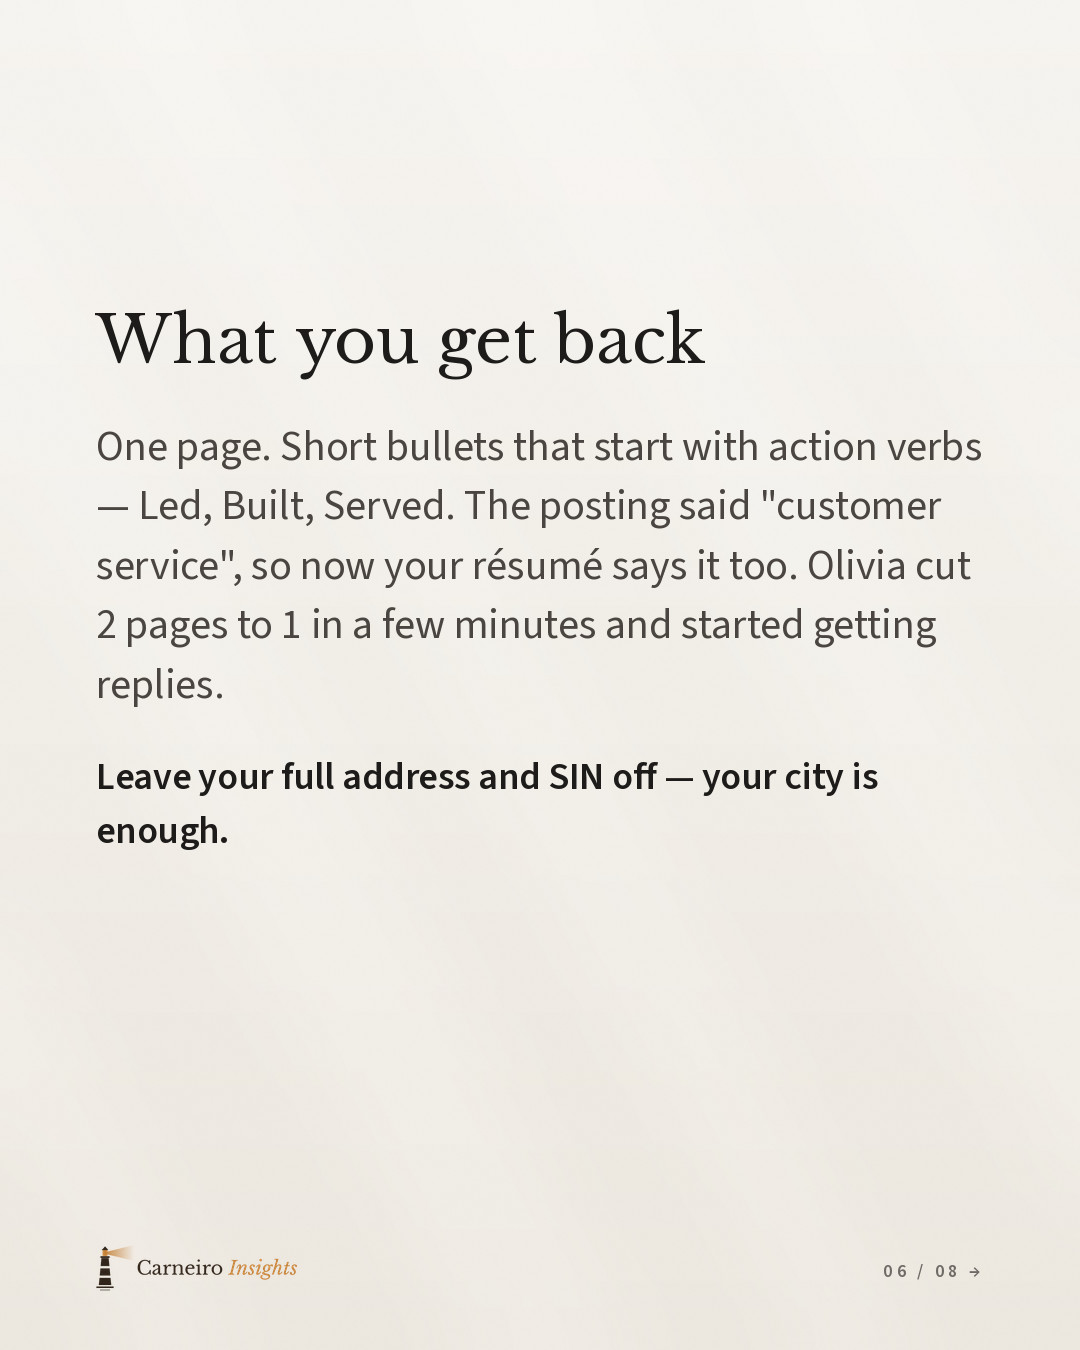 What you get back
One page. Short bullets that start with action verbs
— Led, Built, Served. The posting said "customer
service", so now your résumé says it too. Olivia cut
2 pages to 1 in a few minutes and started getting
replies.
Leave your full address and SIN off — your city is
enough.
Carneiro Insights
06 / 08 →